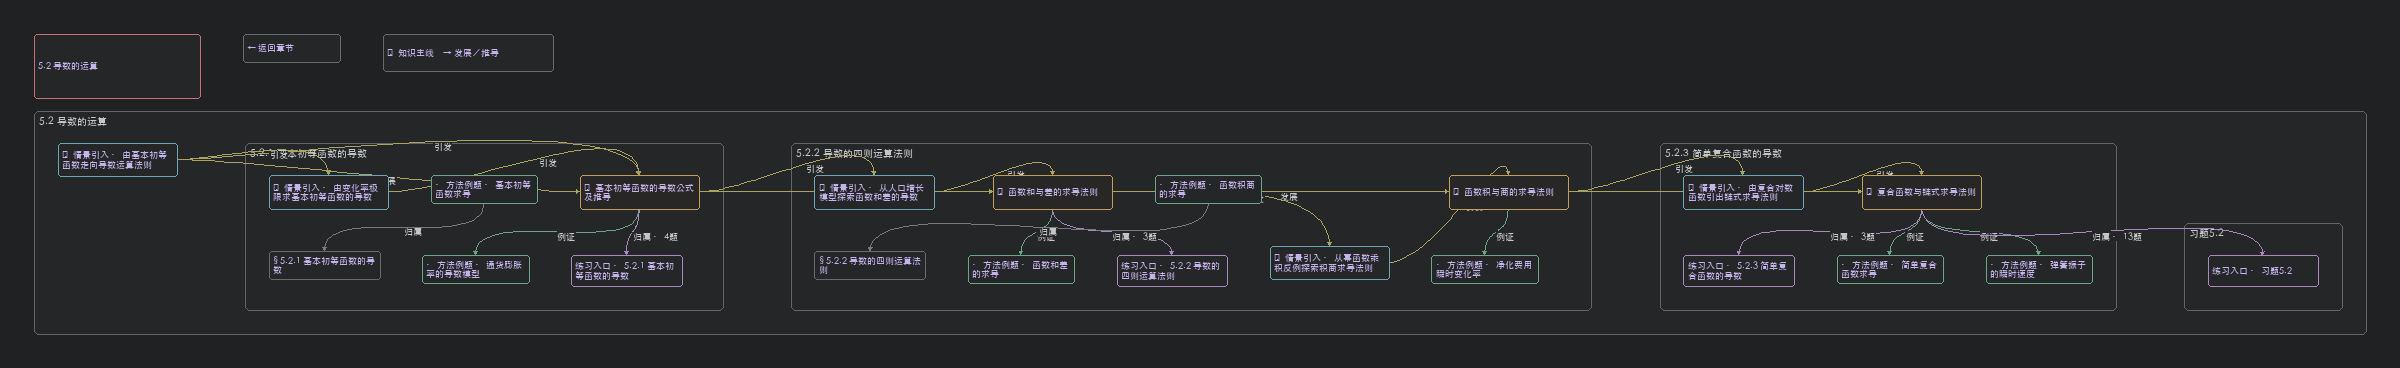 5.2 导数的运算
← 返回章节
知识主线 → 发展／推导
5.2 导数的运算
情景引入 · 由基本初等
函数走向导数运算法则
引发
本初等函数的导数
引发
引发
情景引入 · 由变化率极
限求基本初等函数的导数
展
· 方法例题 · 基本初等
函数求导
基本初等函数的导数公式
及推导
归属
例证
归属 · 4题
§5.2.1 基本初等函数的导
数
· 方法例题 · 通货膨胀
率的导数模型
练习入口 · 5.2.1 基本初
等函数的导数
5.2.2 导数的四则运算法则
引发
情景引入 · 从人口增长
模型探索函数和差的导数
函数和与差的求导法则
· 方法例题 · 函数积商
的求导
发展
函数积与商的求导法则
归属
例证
归属 · 3题
例证
§5.2.2 导数的四则运算法
则
· 方法例题 · 函数和差
的求导
练习入口 · 5.2.2 导数的
四则运算法则
情景引入 · 从幂函数乘
积反例探索积商求导法则
· 方法例题 · 净化费用
瞬时变化率
5.2.3 简单复合函数的导数
引发
情景引入 · 由复合对数
函数引出链式求导法则
复合函数与链式求导法则
归属 · 3题
例证
例证
归属 · 13题
练习入口 · 5.2.3 简单复
合函数的导数
· 方法例题 · 简单复合
函数求导
· 方法例题 · 弹簧振子
的瞬时速度
习题5.2
练习入口 · 习题5.2